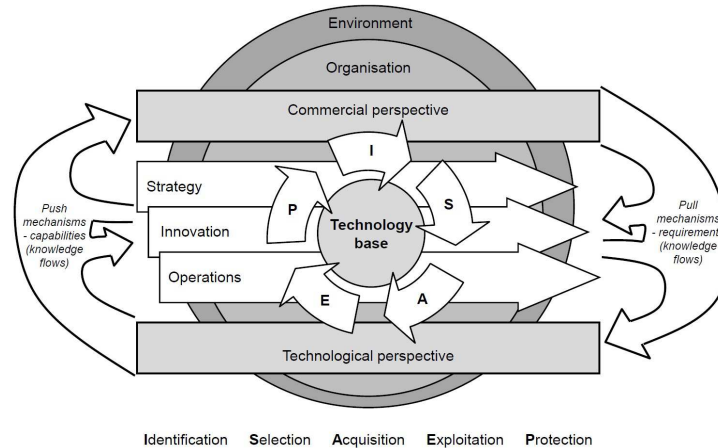 Environment
Organisation
Commercial perspective
I
Strategy
P
S
Push
mechanisms
- capabilities
(knowledge
flows)
Innovation
Technology
base
Pull
mechanisms
- requirements
(knowledge
flows)
Operations
E
A
Technological perspective
Identification Selection Acquisition Exploitation Protection